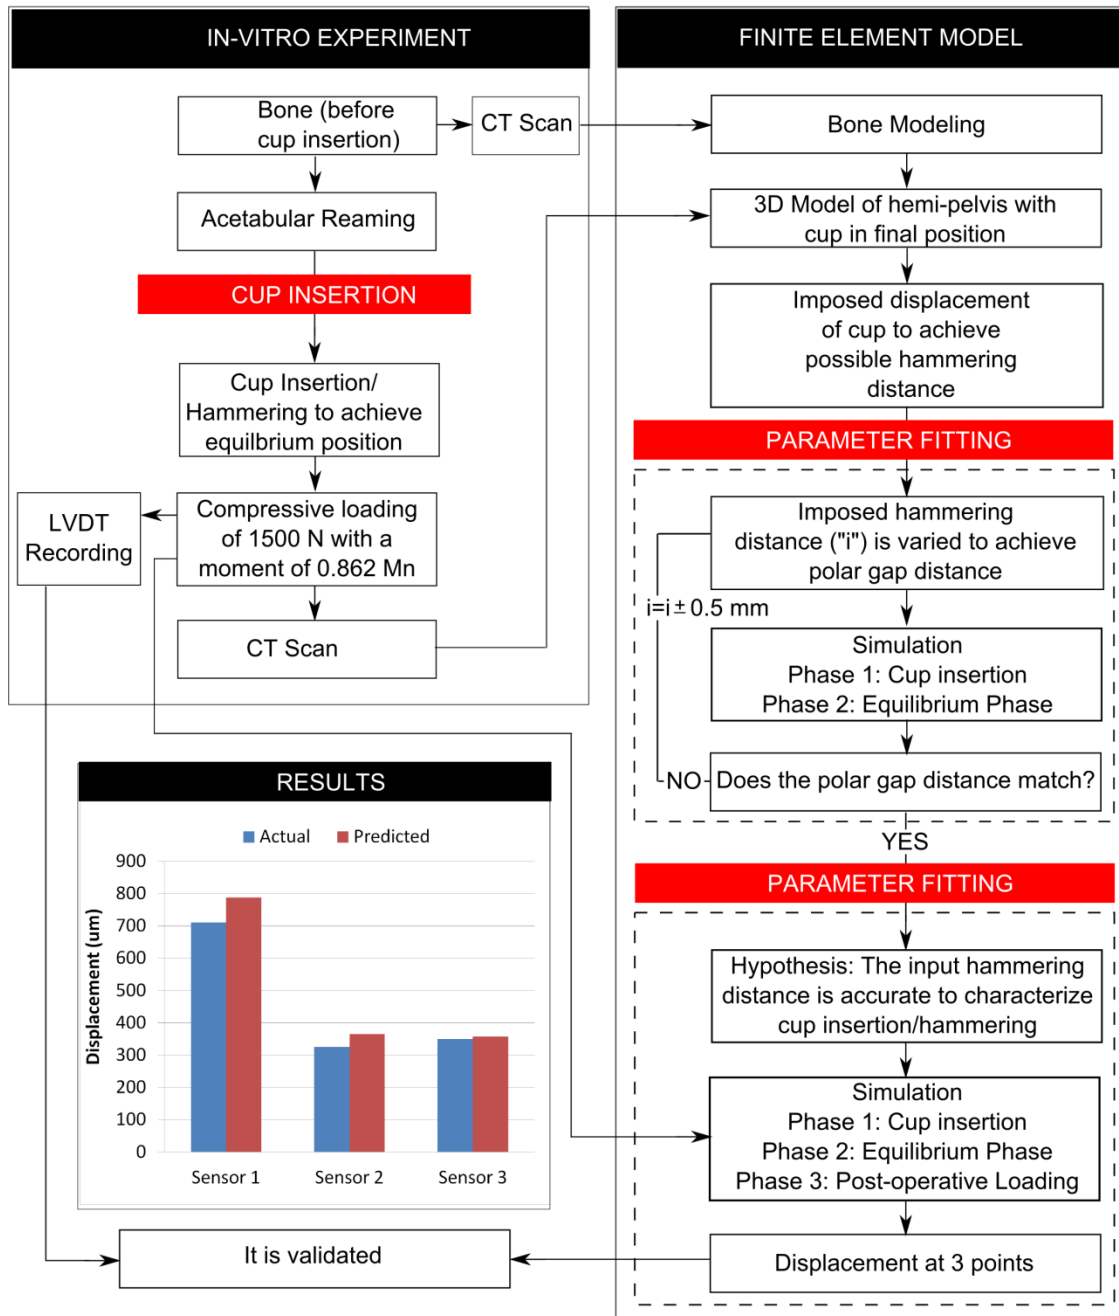 IN-VITRO EXPERIMENT
Bone (before
cup insertion)
CT Scan
Acetabular Reaming
CUP INSERTION
Cup Insertion/
Hammering to achieve
equilbrium position
LVDT
Recording
Compressive loading
of 1500 N with a
moment of 0.862 Mn
CT Scan
FINITE ELEMENT MODEL
Bone Modeling
3D Model of hemi-pelvis with
cup in final position
Imposed displacement
of cup to achieve
possible hammering
distance
PARAMETER FITTING
Imposed hammering
distance ("i") is varied to achieve
polar gap distance
i=i ± 0.5 mm
Simulation
Phase 1: Cup insertion
Phase 2: Equilibrium Phase
NO
Does the polar gap distance match?
YES
PARAMETER FITTING
Hypothesis: The input hammering
distance is accurate to characterize
cup insertion/hammering
Simulation
Phase 1: Cup insertion
Phase 2: Equilibrium Phase
Phase 3: Post-operative Loading
Displacement at 3 points
RESULTS
Actual
Predicted
Displacement (um)
900
800
700
600
500
400
300
200
100
0
Sensor 1
Sensor 2
Sensor 3
It is validated